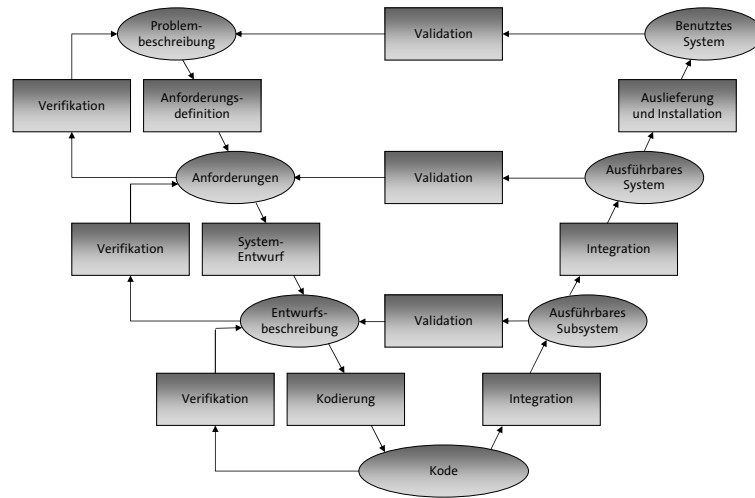 Problem-
beschreibung
Validation
Benutztes
System
Verifikation
Anforderungs-
definition
Auslieferung
und Installation
Anforderungen
Validation
Ausführbares
System
Verifikation
System-
Entwurf
Integration
Entwurfs-
beschreibung
Validation
Ausführbares
Subsystem
Verifikation
Kodierung
Integration
Kode